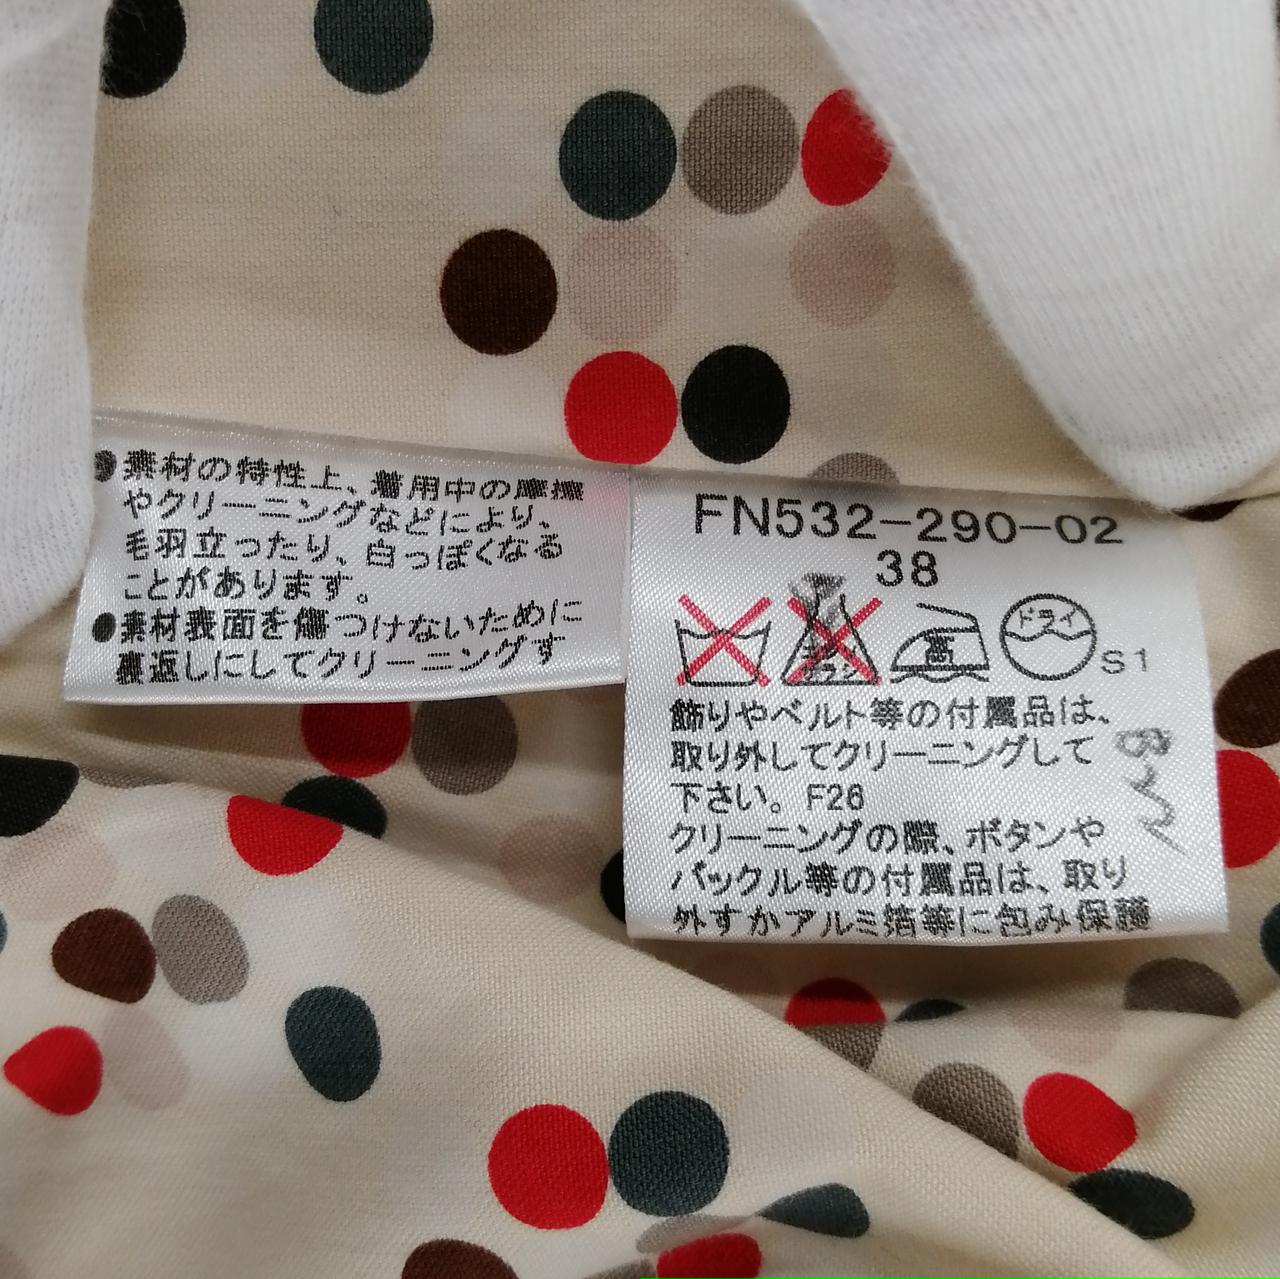 ●素材の特性上、着用中の摩擦
やクリーニングなどにより、
毛羽立ったり、白っぽくなる
ことがあります。
●素材表面を傷つけないために
裏返しにしてクリーニングす
FN532-290-02
38
高
ドライ
S1
飾りやベルト等の付属品は、
取り外してクリーニングして
下さい。F26
クリーニングの際、ボタンや
バックル等の付属品は、取り
外すかアルミ箔等に包み保護